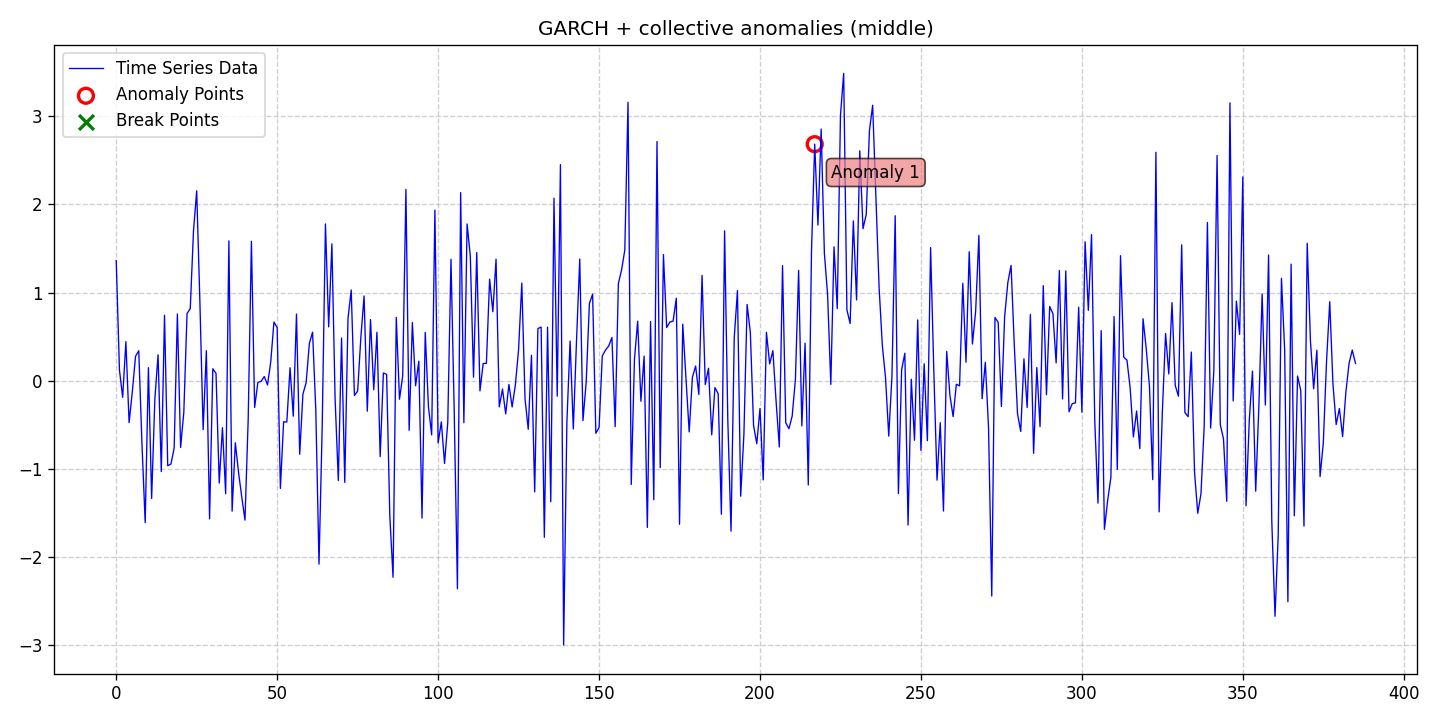 GARCH + collective anomalies (middle)
Time Series Data
Anomaly Points
Break Points
Anomaly 1
3
2
1
0
−1
−2
−3
0 50 100 150 200 250 300 350 400